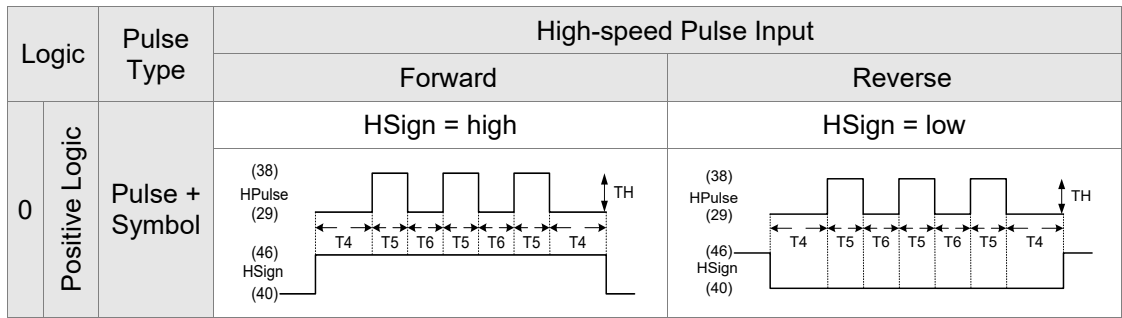 Logic
Pulse
Type
High-speed Pulse Input
Forward
Reverse
0
Positive Logic
Pulse +
Symbol
HSign = high
HSign = low
(38)
HPulse
(29)
TH
T4 T5 T6 T5 T6 T5 T4
(46)
HSign
(40)
(38)
HPulse
(29)
TH
T4 T5 T6 T5 T6 T5 T4
(46)
HSign
(40)